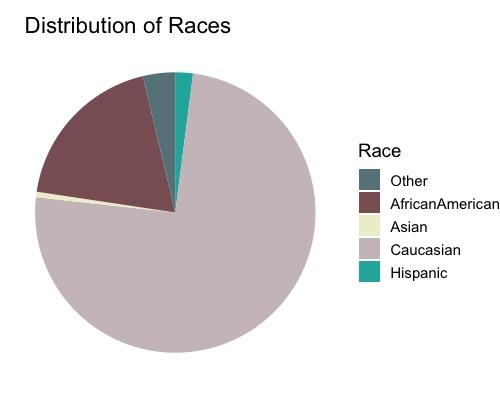 Distribution of Races
Race
Other
AfricanAmerican
Asian
Caucasian
Hispanic